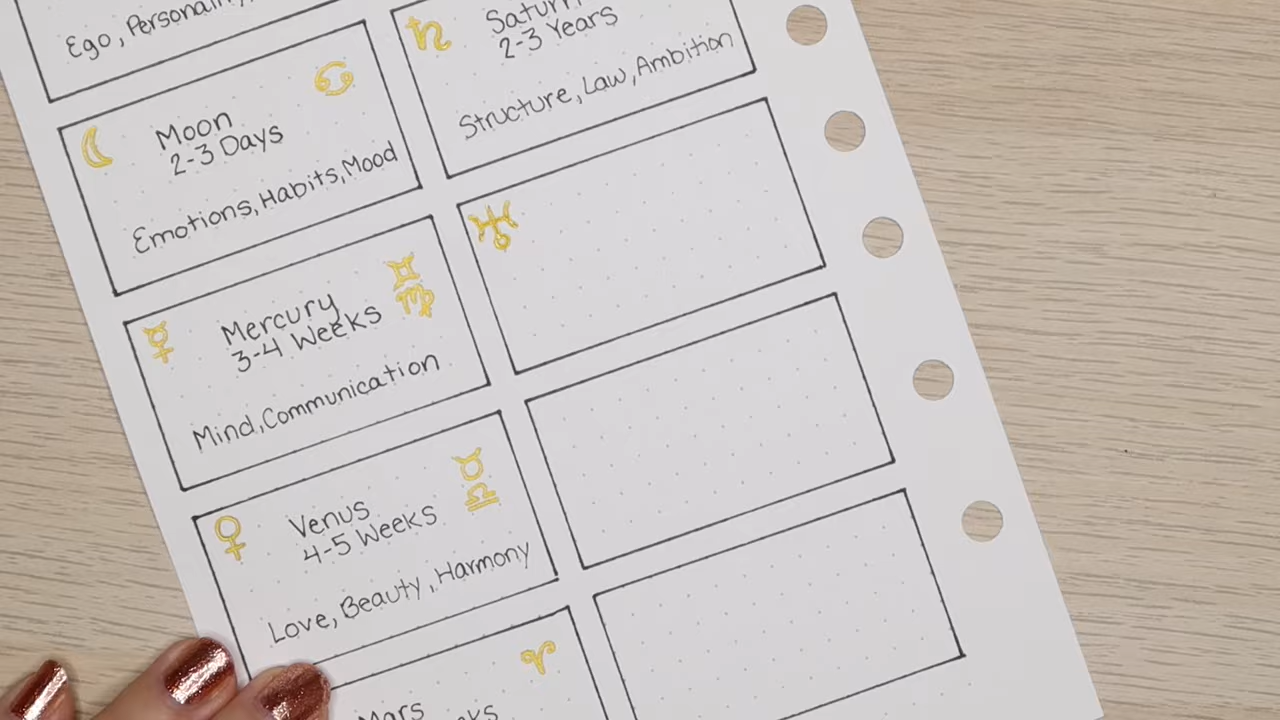 Ego, Personality,
Moon
2-3 Days
Emotions, Habits, Mood
Mercury
3-4 Weeks
Mind, Communication
Venus
4-5 Weeks
Love, Beauty, Harmony
Mars
Saturn
2-3 Years
Structure, Law, Ambition